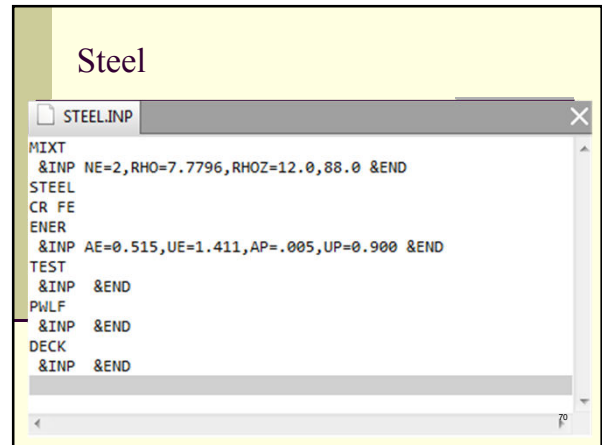 Steel
STEEL.INP
MIXT
&INP NE=2,RHO=7.7796,RHOZ=12.0,88.0 &END
STEEL
CR FE
ENER
&INP AE=0.515,UE=1.411,AP=.005,UP=0.900 &END
TEST
&INP &END
PWLF
&INP &END
DECK
&INP &END
70